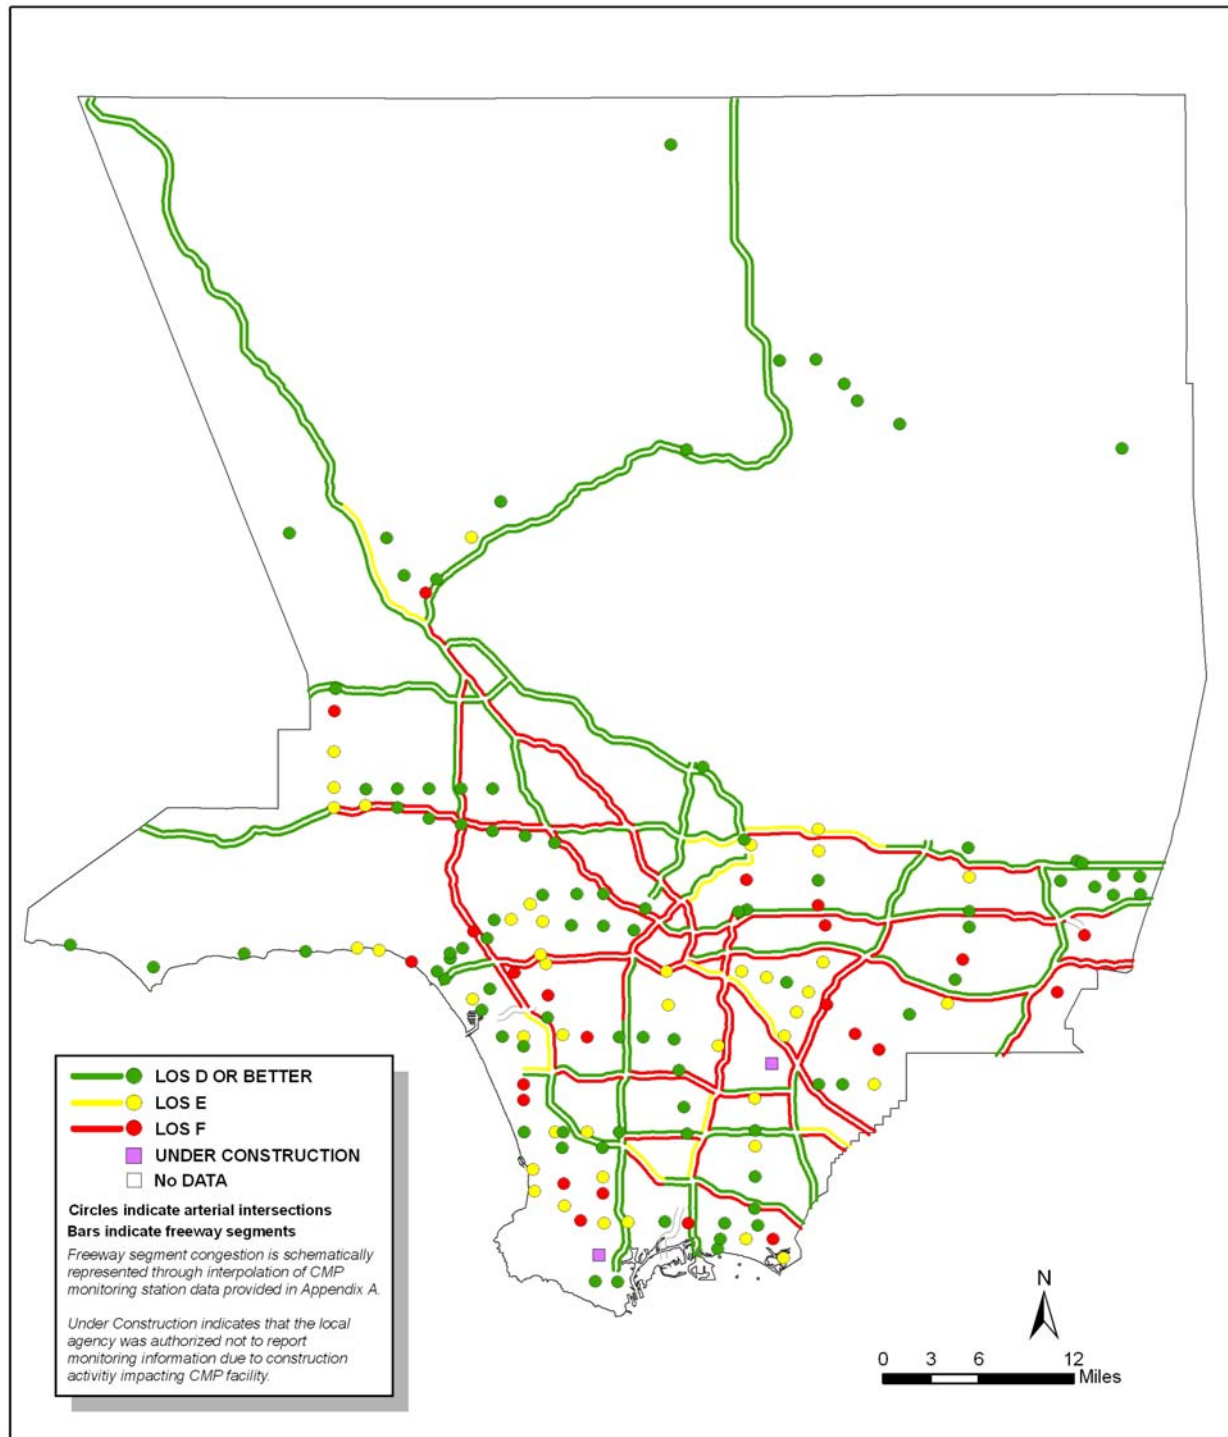 LOS D OR BETTER
LOS E
LOS F
UNDER CONSTRUCTION
No DATA
Circles indicate arterial intersections
Bars indicate freeway segments
Freeway segment congestion is schematically
represented through interpolation of CMP
monitoring station data provided in Appendix A.
Under Construction indicates that the local
agency was authorized not to report
monitoring information due to construction
activitiy impacting CMP facility.
N
0 3 6 12
Miles